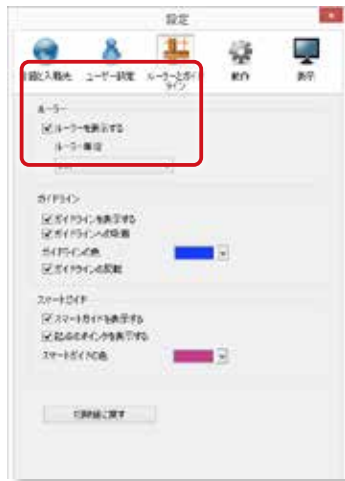 設定
ユーザー設定
ルーラーとガイドライン
動作
表示
ルーラー
ルーラーを表示する
ルーラー単位
ガイドライン
ガイドラインを表示する
ガイドラインへの吸着
ガイドラインの色
スマートガイド
スマートガイドを表示する
スマートガイドの色
初期値に戻す